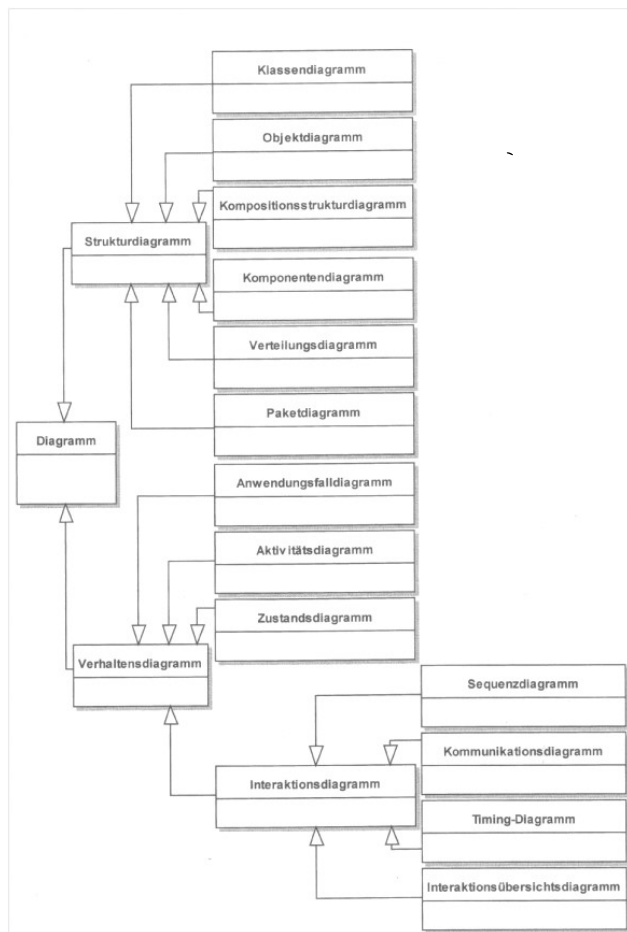 Klassendiagramm
Objektdiagramm
Kompositionsstrukturdiagramm
Strukturdiagramm
Komponentendiagramm
Verteilungsdiagramm
Paketdiagramm
Diagramm
Anwendungsfalldiagramm
Aktivitätsdiagramm
Zustandsdiagramm
Verhaltensdiagramm
Sequenzdiagramm
Kommunikationsdiagramm
Interaktionsdiagramm
Timing-Diagramm
Interaktionsübersichtsdiagramm